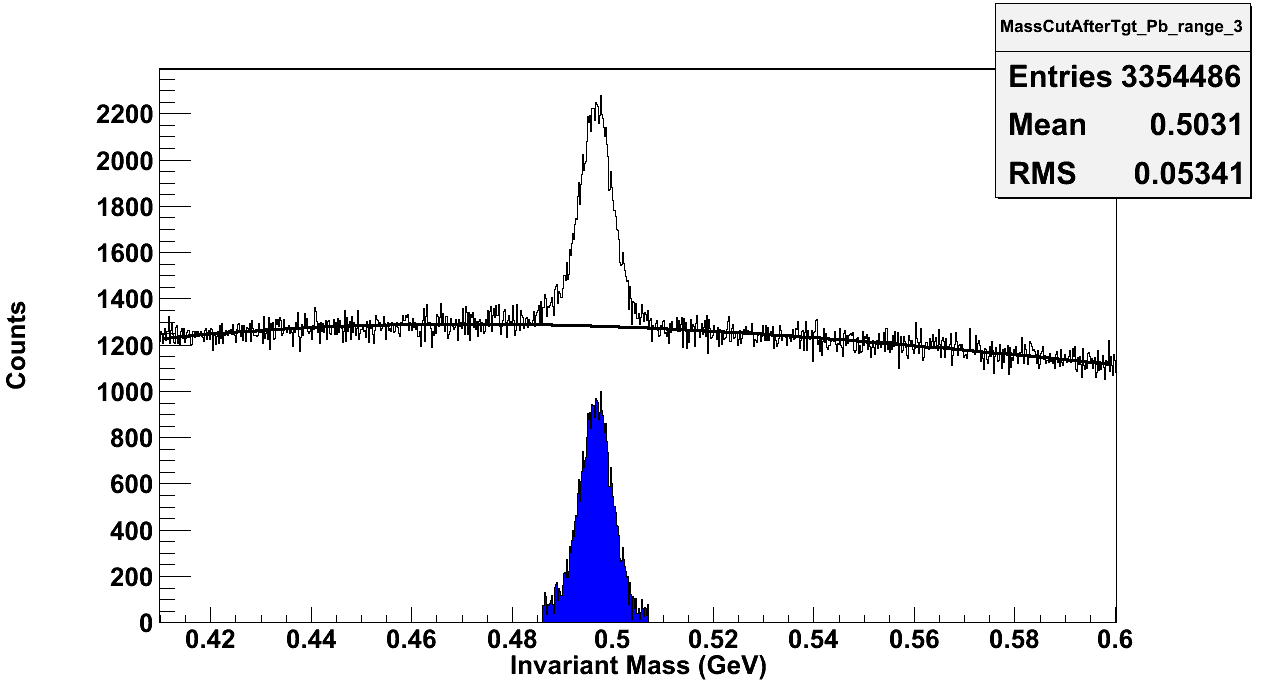 MassCutAfterTgt_Pb_range_3
Entries 3354486
Mean 0.5031
RMS 0.05341
Counts
2200
2000
1800
1600
1400
1200
1000
800
600
400
200
0
0.42 0.44 0.46 0.48 0.5 0.52 0.54 0.56 0.58 0.6
Invariant Mass (GeV)